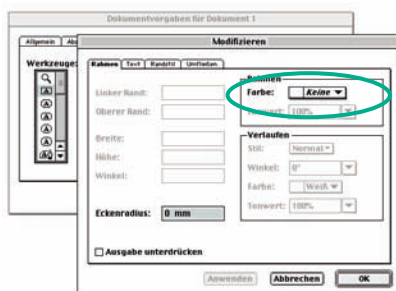 Dokumentvorgaben für Dokument 1
Allgemein
Modifizieren
Werkzeuge:
Rahmen Text Randstil Umfließen
Linker Rand:
Oberer Rand:
Breite:
Höhe:
Winkel:
Eckenradius: 0 mm
Ausgabe unterdrücken
Rahmen
Farbe: Keine
Tonwert: 100%
Verlaufen
Stil: Normal
Winkel: 0°
Farbe: Weiß
Tonwert: 100%
Anwenden Abbrechen OK